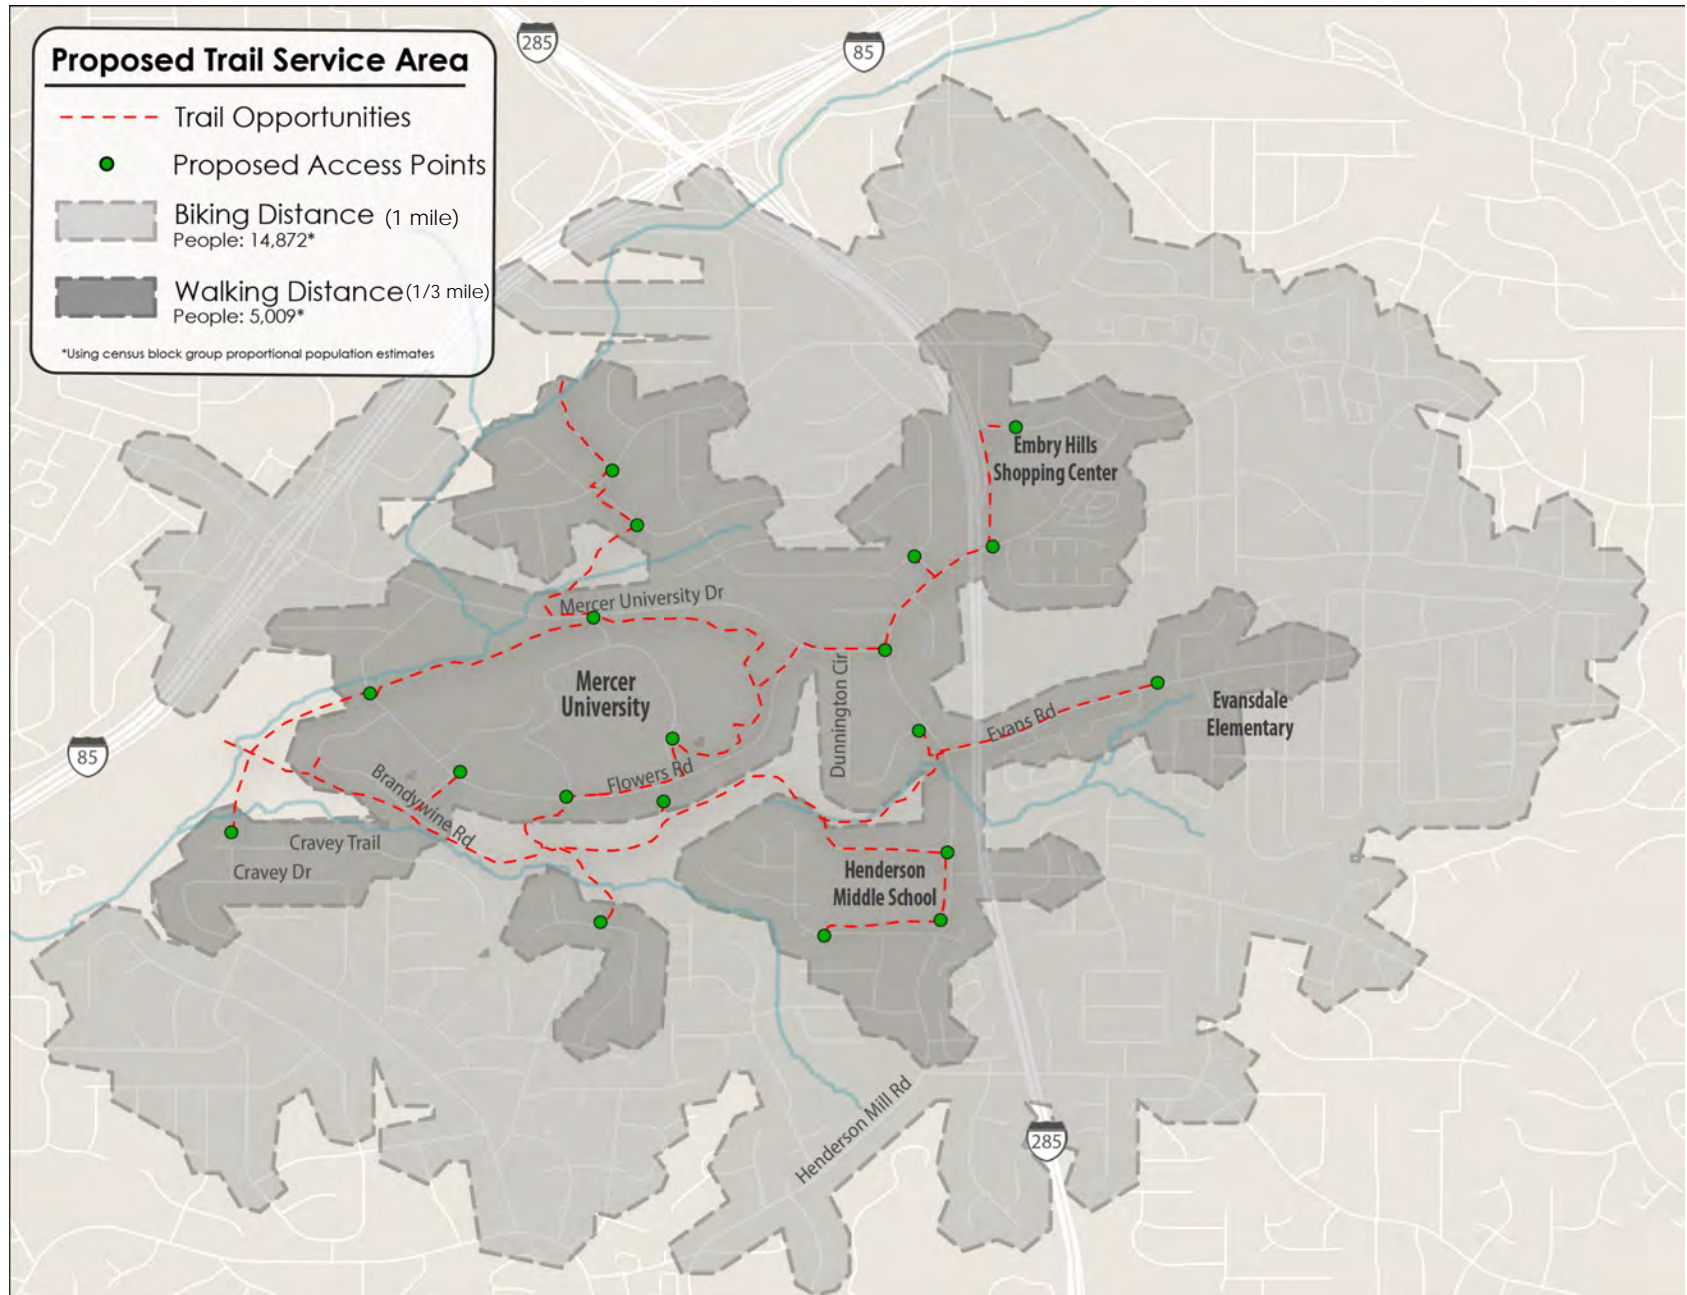 285
85
Proposed Trail Service Area
Trail Opportunities
Proposed Access Points
Biking Distance (1 mile)
People: 14,872*
Walking Distance (1/3 mile)
People: 5,009*
*Using census block group proportional population estimates
Embry Hills
Shopping Center
Mercer University Dr
Mercer
University
Dunnington Cir
Evans Rd
Evansdale
Elementary
85
Flowers Rd
Brandywine Rd
Cravey Trail
Cravey Dr
Henderson
Middle School
Henderson Mill Rd
285